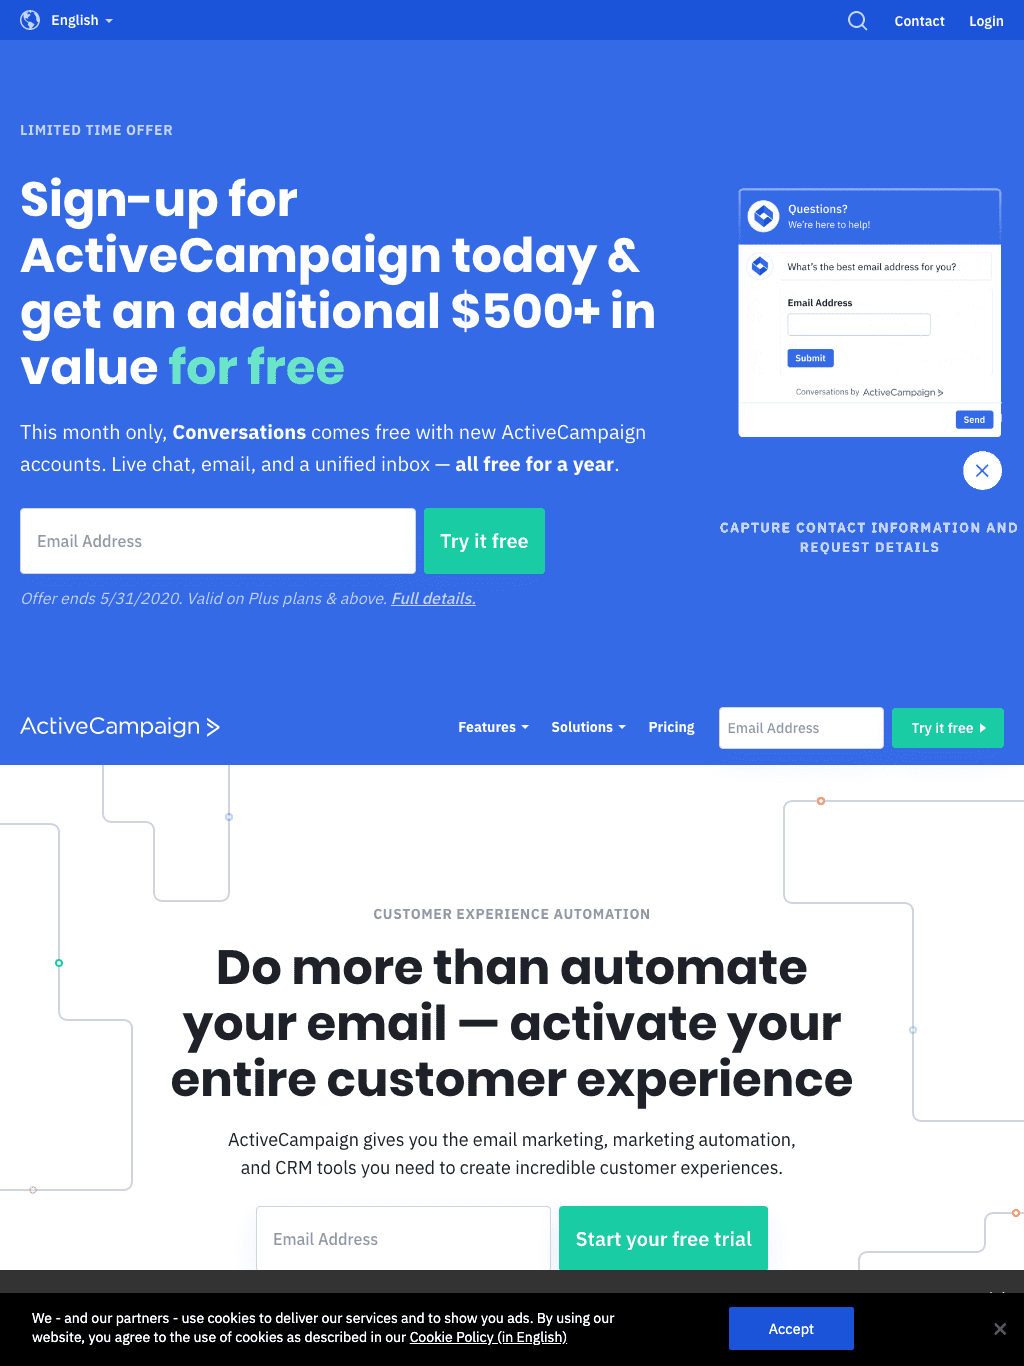 English
Contact
Login
LIMITED TIME OFFER
Sign-up for
ActiveCampaign today &
get an additional $500+ in
value for free
This month only, Conversations comes free with new ActiveCampaign
accounts. Live chat, email, and a unified inbox — all free for a year.
Email Address
Try it free
Offer ends 5/31/2020. Valid on Plus plans & above. Full details.
Questions?
We're here to help!
What's the best email address for you?
Email Address
Submit
Conversations by ActiveCampaign
Send
CAPTURE CONTACT INFORMATION AND
REQUEST DETAILS
ActiveCampaign
Features
Solutions
Pricing
Email Address
Try it free
CUSTOMER EXPERIENCE AUTOMATION
Do more than automate
your email — activate your
entire customer experience
ActiveCampaign gives you the email marketing, marketing automation,
and CRM tools you need to create incredible customer experiences.
Email Address
Start your free trial
We - and our partners - use cookies to deliver our services and to show you ads. By using our
website, you agree to the use of cookies as described in our Cookie Policy (in English)
Accept